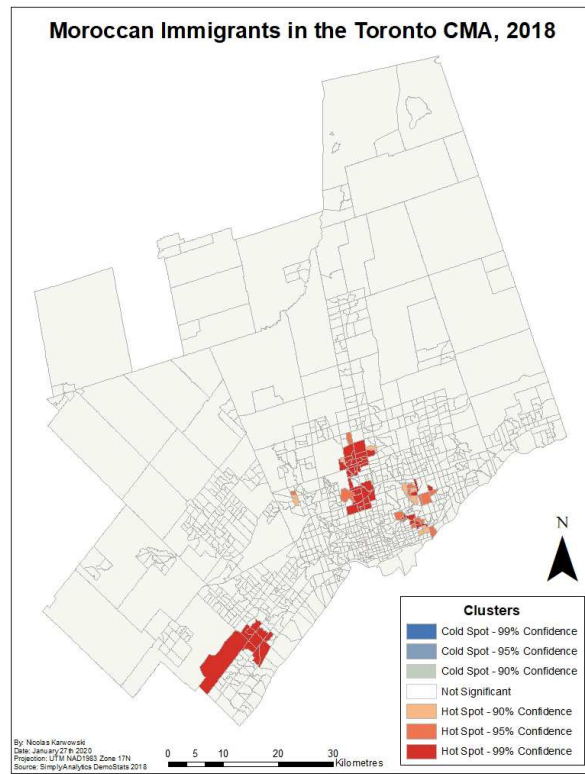 Moroccan Immigrants in the Toronto CMA, 2018
N
Clusters
Cold Spot - 99% Confidence
Cold Spot - 95% Confidence
Cold Spot - 90% Confidence
Not Significant
Hot Spot - 90% Confidence
Hot Spot - 95% Confidence
Hot Spot - 99% Confidence
By: Nicolas Karwowski
Date: January 27th 2020
Projection: UTM NAD1983 Zone 17N
Source: SimplyAnalytics DemoStats 2018
0 5 10 20 30
Kilometres